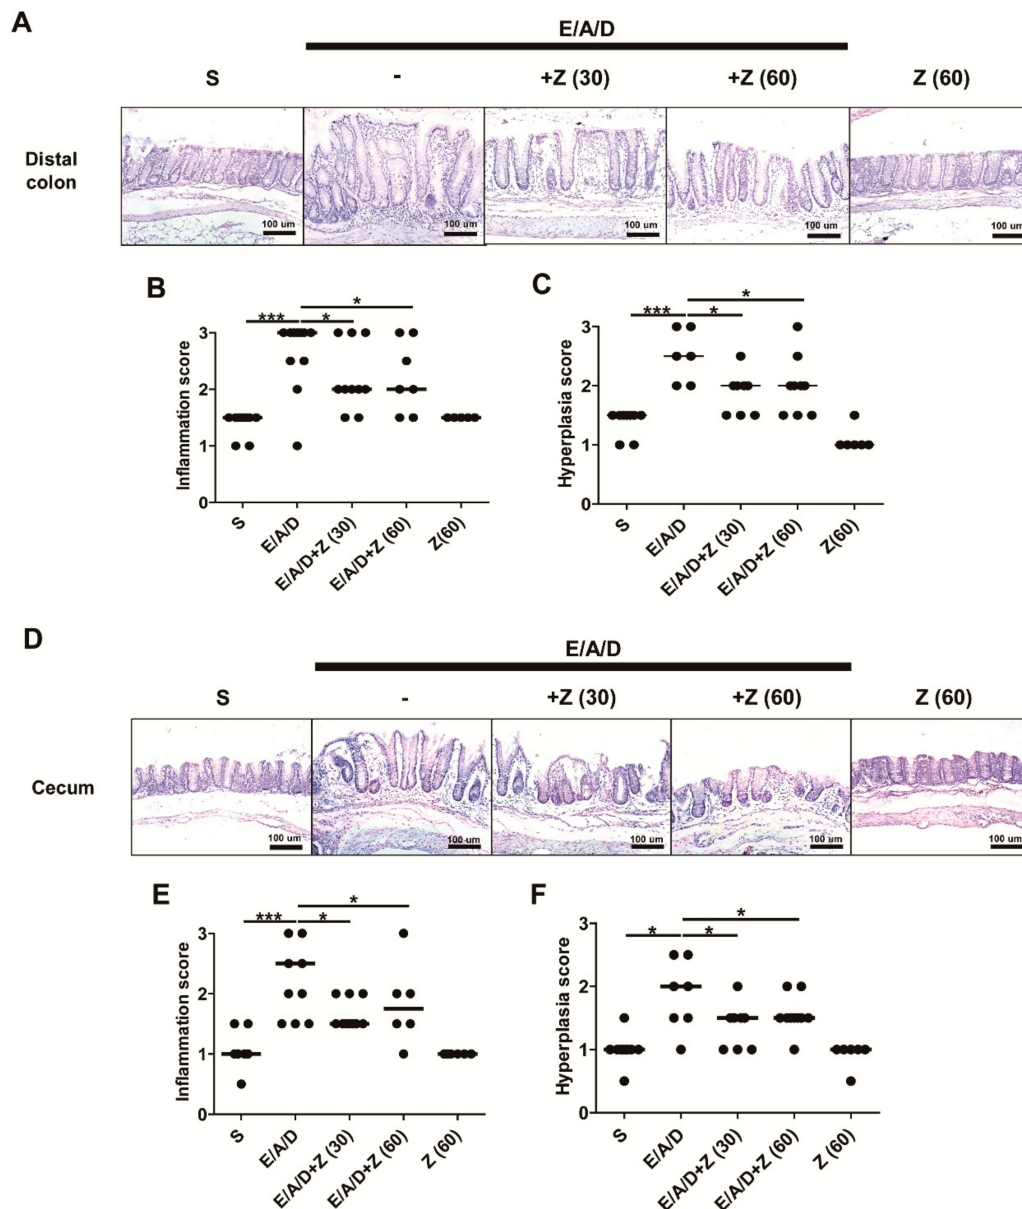 A
E/A/D
S - +Z (30) +Z (60) Z (60)
Distal
colon
100 um 100 um 100 um 100 um 100 um
B
* 
*** *
Inflammation score
3
2
1
0
S E/A/D E/A/D+Z (30) E/A/D+Z (60) Z(60)
C
*
*** *
Hyperplasia score
3
2
1
0
S E/A/D E/A/D+Z (30) E/A/D+Z (60) Z(60)
D
E/A/D
S - +Z (30) +Z (60) Z (60)
Cecum
100 um 100 um 100 um 100 um 100 um
E
*
*** *
Inflammation score
3
2
1
0
S E/A/D E/A/D+Z (30) E/A/D+Z (60) Z (60)
F
*
* *
Hyperplasia score
3
2
1
0
S E/A/D E/A/D+Z (30) E/A/D+Z (60) Z (60)